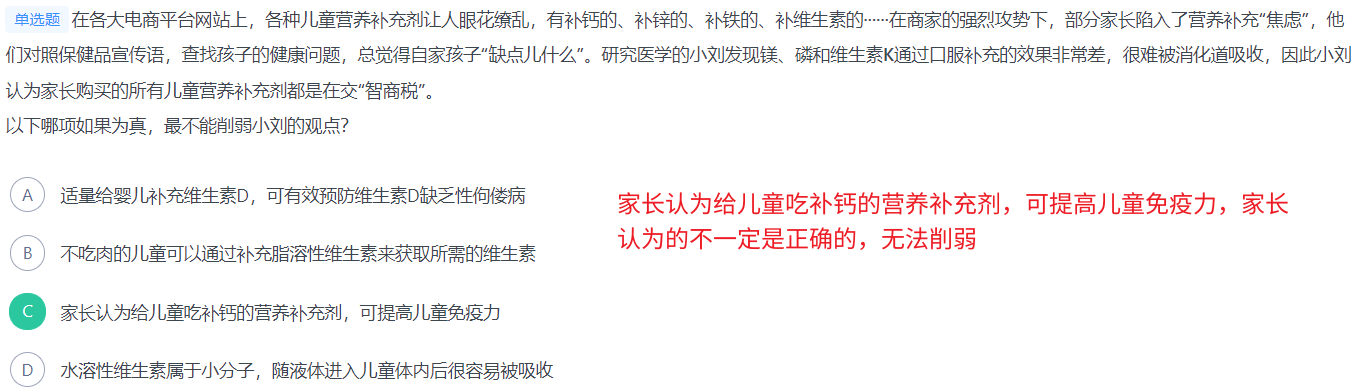 单选题 在各大电商平台网站上，各种儿童营养补充剂让人眼花缭乱，有补钙的、补锌的、补铁的、补维生素的……在商家的强烈攻势下，部分家长陷入了营养补充“焦虑”，他
们对照保健品宣传语，查找孩子的健康问题，总觉得自家孩子“缺点儿什么”。研究医学的小刘发现镁、磷和维生素K通过口服补充的效果非常差，很难被消化道吸收，因此小刘
认为家长购买的所有儿童营养补充剂都是在交“智商税”。
以下哪项如果为真，最不能削弱小刘的观点？
A 适量给婴儿补充维生素D，可有效预防维生素D缺乏性佝偻病
B 不吃肉的儿童可以通过补充脂溶性维生素来获取所需的维生素
C 家长认为给儿童吃补钙的营养补充剂，可提高儿童免疫力
D 水溶性维生素属于小分子，随液体进入儿童体内后很容易被吸收
家长认为给儿童吃补钙的营养补充剂，可提高儿童免疫力，家长
认为的不一定是正确的，无法削弱